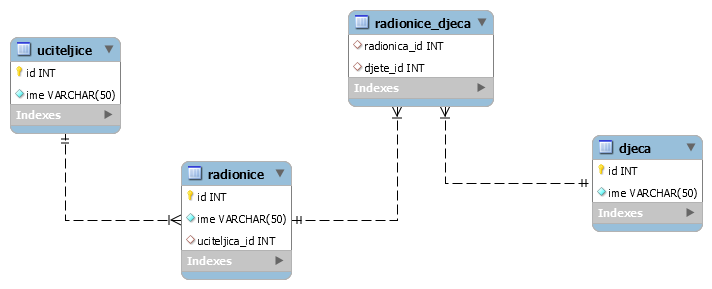 uciteljice
id INT
ime VARCHAR(50)
Indexes
radionice
id INT
ime VARCHAR(50)
uciteljica_id INT
Indexes
radionice_djeca
radionica_id INT
djete_id INT
Indexes
djeca
id INT
ime VARCHAR(50)
Indexes